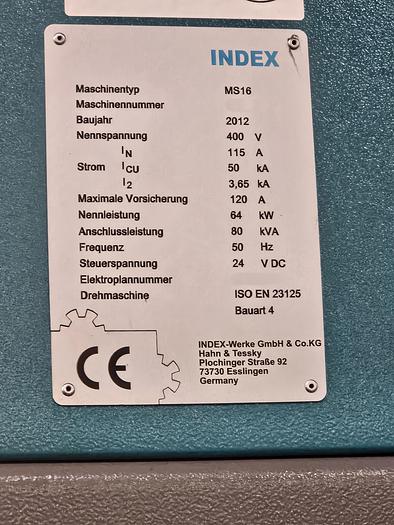 INDEX
Maschinentyp MS16
Maschinennummer
Baujahr 2012
Nennspannung 400 V
IN 115 A
Strom ICU 50 kA
I2 3,65 kA
Maximale Vorsicherung 120 A
Nennleistung 64 kW
Anschlussleistung 80 kVA
Frequenz 50 Hz
Steuerspannung 24 V DC
Elektroplannummer
Drehmaschine ISO EN 23125
Bauart 4
INDEX-Werke GmbH & Co.KG
Hahn & Tessky
Plochinger Straße 92
73730 Esslingen
Germany
CE